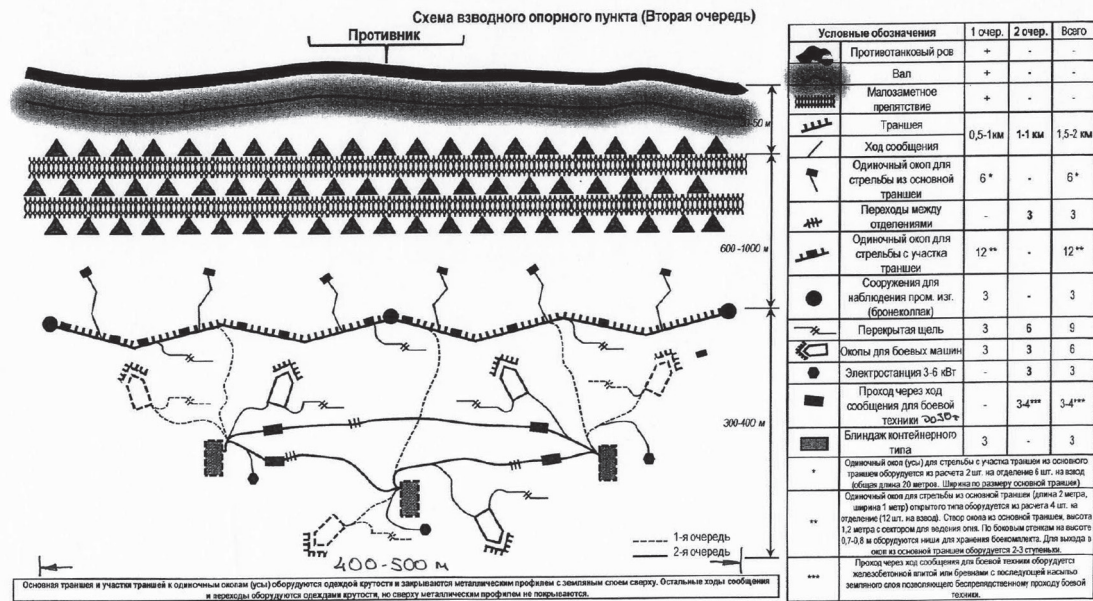 Схема взводного опорного пункта (Вторая очередь)
Противник
50 м
600 -1000 м
300-400 м
1-я очередь
2-я очередь
400-500 м
Основная траншея и участки траншей к одиночным окопам (усы) оборудуются одеждой крутости и закрываются металлическим профилем с земляным слоем сверху. Остальные ходы сообщения
и переходы оборудуются одеждами крутости, но сверху металлическим профилем не покрываются.
Условные обозначения 1 очер. 2 очер. Всего
Противотанковый ров + - -
Вал + - -
Малозаметное
препятствие + - -
Траншея
Ход сообщения 0,5-1км 1-1 км 1,5-2 км
Одиночный окоп для
стрельбы из основной
траншеи 6* - 6*
Переходы между
отделениями - 3 3
Одиночный окоп для
стрельбы с участка
траншеи 12** - 12**
Сооружения для
наблюдения пром. изг.
(бронеколпак) 3 - 3
Перекрытая щель 3 6 9
Окопы для боевых машин 3 3 6
Электростанция 3-6 кВт - 3 3
Проход через ход
сообщения для боевой
техники до 50т - 3-4*** 3-4***
Блиндаж контейнерного
типа 3 - 3
* Одиночный окоп (усы) для стрельбы с участка траншеи из основного
траншеи оборудуется из расчета 2 шт. на отделение 6 шт. на взвод
(общая длина 20 метров. Ширина по размеру основной траншеи)
** Одиночный окоп для стрельбы из основной траншеи (длина 2 метра,
ширина 1 метр) открытого типа оборудуется из расчета 4 шт. на
отделение (12 шт. на взвод). Створ окопа из основной траншеи, высота
1,2 метра с сектором для ведения огня. По боковым стенкам на высоте
0,7-0,8 м оборудуются ниши для хранения боекомплекта. Для выхода в
окоп из основной траншеи оборудуется 2-3 ступеньки.
*** Проход через ход сообщения для боевой техники оборудуется
железобетонной плитой или бревнами с последующей насыпью
земляного слоя позволяющего беспрепятственному проходу боевой
техники.